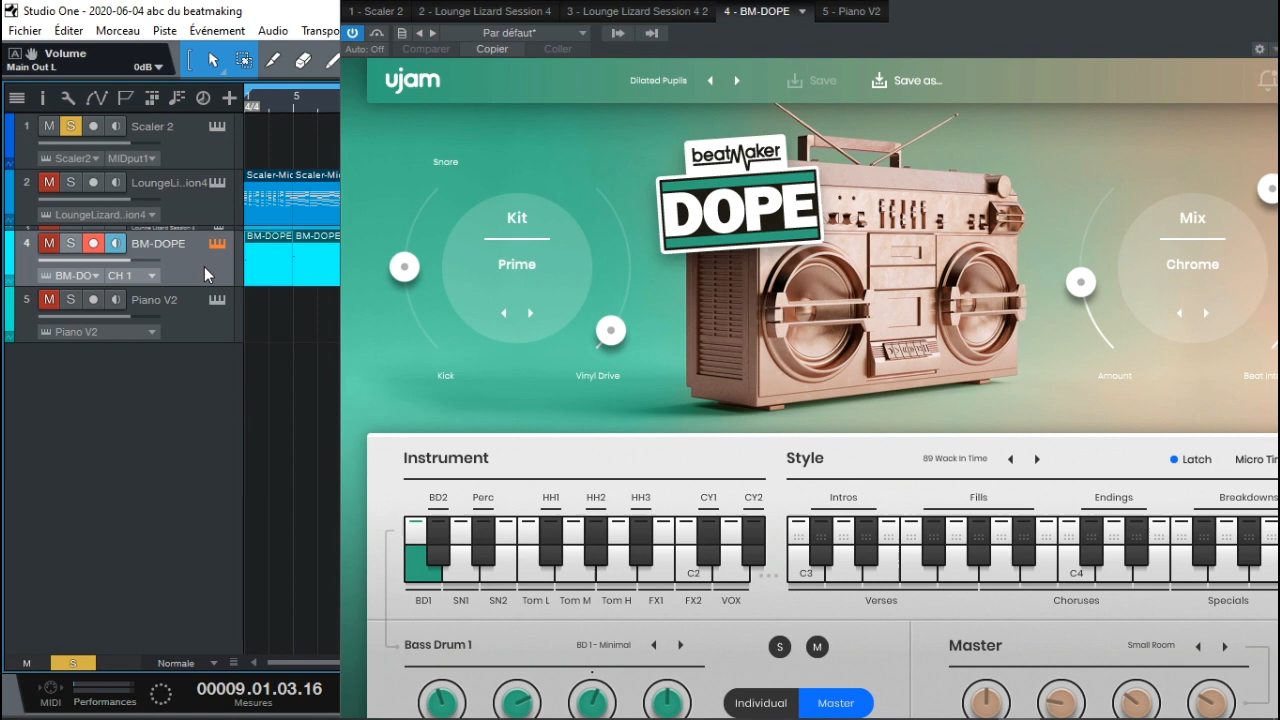 Studio One - 2020-06-04 abc du beatmaking
Fichier Éditer Morceau Piste Événement Audio Transpo
A Volume
Main Out L 0dB
4/4 5
1 M S Scaler 2
Scaler2 MIDput1
2 M S LoungeLi..ion4
LoungeLizard..ion4
Scaler-Mic Scaler-Mi
4 M S BM-DOPE
BM-DO CH 1
BM-DOPE BM-DOPE
5 M S Piano V2
Piano V2
M S Normale
MIDI Performances 00009.01.03.16
Mesures
1 - Scaler 2 2 - Lounge Lizard Session 4 3 - Lounge Lizard Session 4 2 4 - BM-DOPE 5 - Piano V2
Par défaut*
Auto: Off Comparer Copier Coller
ujam Dilated Pupils Save Save as...
Snare
beatMaker
DOPE
Kit
Prime
Kick Vinyl Drive
Mix
Chrome
Amount Beat Int
Instrument
BD2 Perc HH1 HH2 HH3 CY1 CY2
C2
BD1 SN1 SN2 Tom L Tom M Tom H FX1 FX2 VOX
Style 89 Wack In Time Latch Micro Ti
Intros Fills Endings Breakdowns
C3 C4
Verses Choruses Specials
Bass Drum 1 BD 1 - Minimal S M
Individual Master
Master Small Room